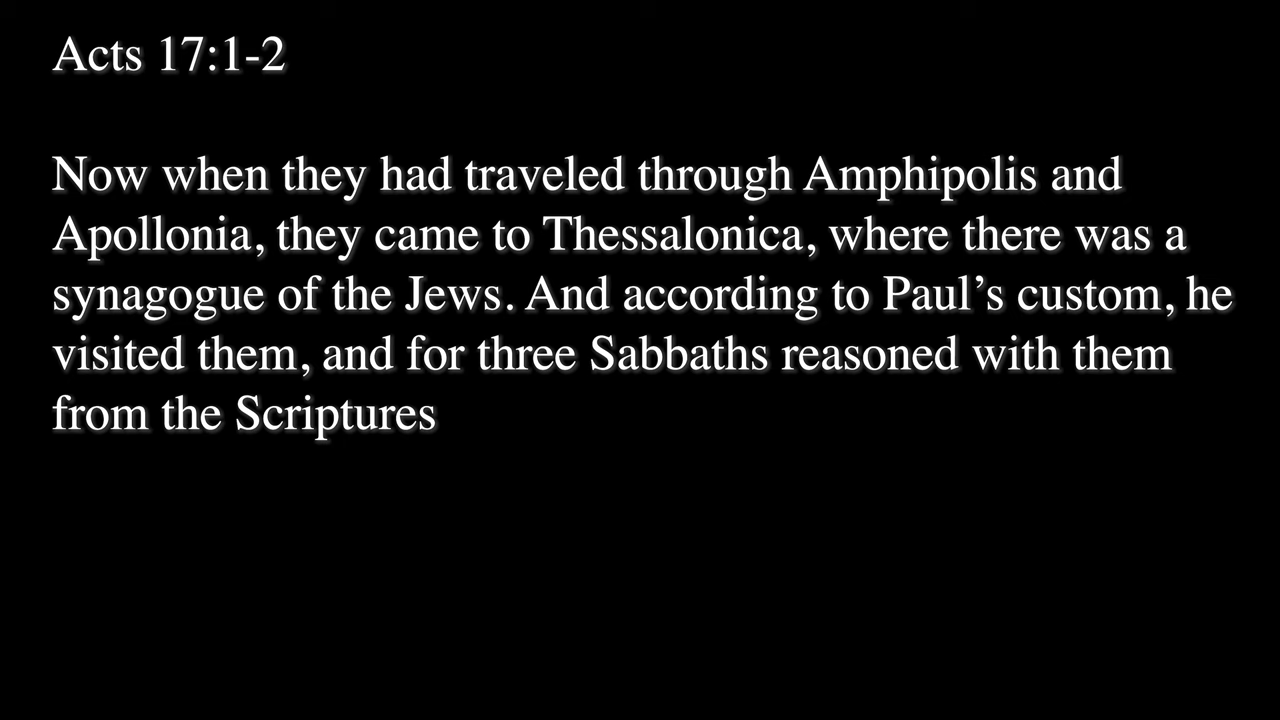 Acts 17:1-2
Now when they had traveled through Amphipolis and
Apollonia, they came to Thessalonica, where there was a
synagogue of the Jews. And according to Paul’s custom, he
visited them, and for three Sabbaths reasoned with them
from the Scriptures